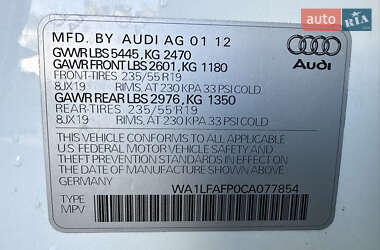 RIA.com
MFD. BY AUDI AG 01 12
GVWR LBS 5445, KG 2470
GAWR FRONT LBS 2601, KG 1180
FRONT-TIRES 235/55 R19
8JX19 RIMS, AT 230 KPA 33 PSI COLD
GAWR REAR LBS 2976, KG 1350
REAR-TIRES 235/55 R19
8JX19 RIMS, AT 230 KPA 33 PSI COLD
Audi
THIS VEHICLE CONFORMS TO ALL APPLICABLE
U.S. FEDERAL MOTOR VEHICLE SAFETY AND
THEFT PREVENTION STANDARDS IN EFFECT ON
THE DATE OF MANUFACTURE SHOWN ABOVE.
WA1LFAFP0CA077854
TYPE
MPV